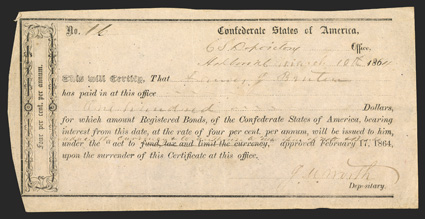 Four per cent. per annum.
No. 11 Confederate States of America,
C S Depository Office,
March 18th 1864
This will Certify, That
has paid in at this office
One hundred Dollars,
for which amount Registered Bonds, of the Confederate States of America, bearing
interest from this date, at the rate of four per cent. per annum, will be issued to him,
under the "act to fund, tax and limit the currency," approved February 17, 1864,
upon the surrender of this Certificate at this office.
Depositary.